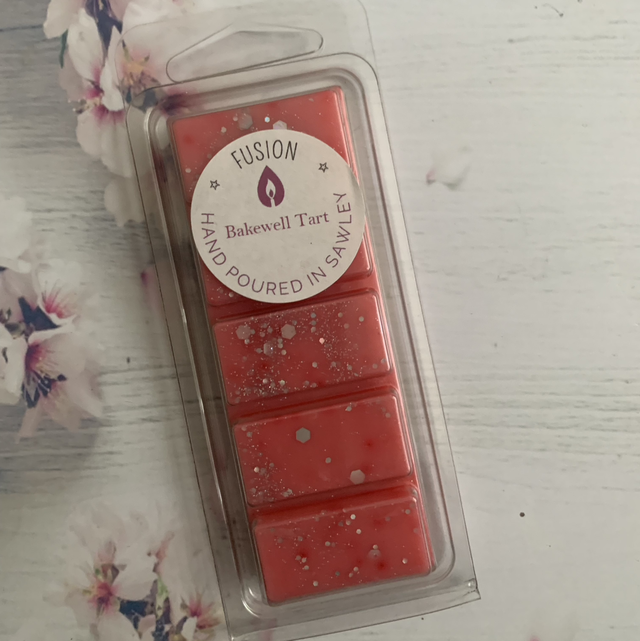 FUSION
Bakewell Tart
HAND POURED IN SAWLEY